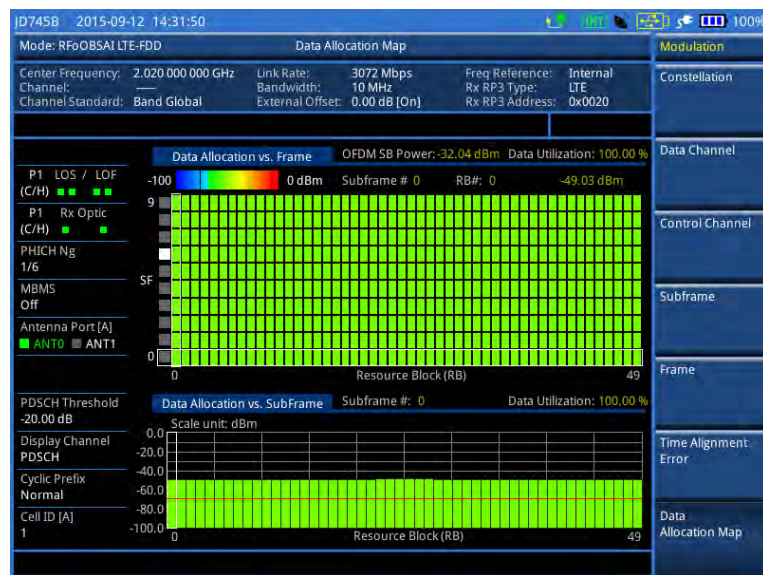 JD745B 2015-09-12 14:31:50
100%
Mode: RFoOBSAI LTE-FDD Data Allocation Map
Modulation
Center Frequency: 2.020 000 000 GHz Link Rate: 3072 Mbps Freq Reference: Internal
Channel: ---- Bandwidth: 10 MHz Rx RP3 Type: LTE
Channel Standard: Band Global External Offset: 0.00 dB [On] Rx RP3 Address: 0x0020
Constellation
Data Channel
Control Channel
Subframe
Frame
Time Alignment
Error
Data
Allocation Map
P1 LOS / LOF
(C/H)
P1 Rx Optic
(C/H)
PHICH Ng
1/6
MBMS
Off
Antenna Port [A]
ANT0 ANT1
PDSCH Threshold
-20.00 dB
Display Channel
PDSCH
Cyclic Prefix
Normal
Cell ID [A]
1
Data Allocation vs. Frame OFDM SB Power: -32.04 dBm Data Utilization: 100.00 %
-100 0 dBm Subframe # 0 RB#: 0 -49.03 dBm
9
SF
0
0 Resource Block (RB) 49
Data Allocation vs. SubFrame Subframe #: 0 Data Utilization: 100.00 %
Scale unit: dBm
0.0
-20.0
-40.0
-60.0
-80.0
-100.0
0 Resource Block (RB) 49